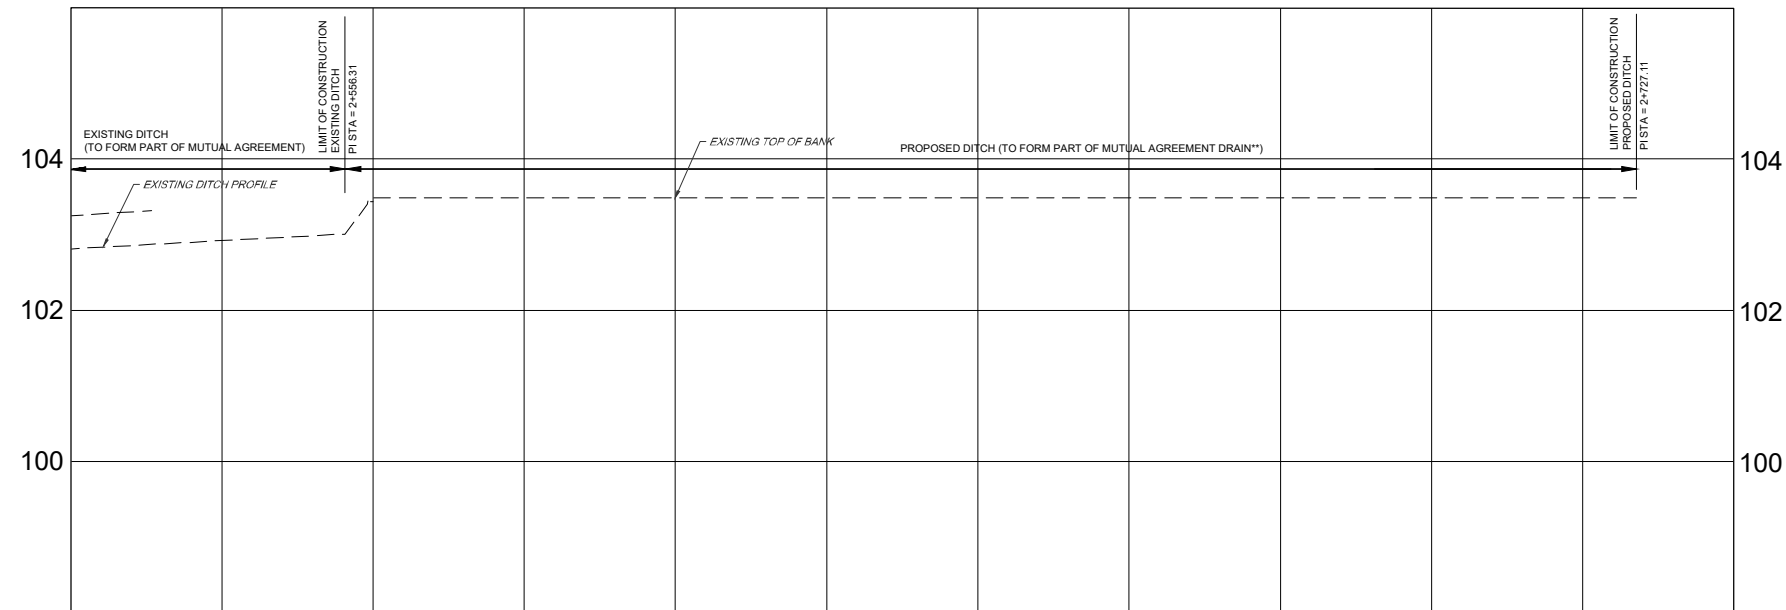 LIMIT OF CONSTRUCTION
EXISTING DITCH
PI STA = 2+556.31
LIMIT OF CONSTRUCTION
PROPOSED DITCH
PI STA = 2+727.11
EXISTING DITCH
(TO FORM PART OF MUTUAL AGREEMENT)
EXISTING TOP OF BANK
PROPOSED DITCH (TO FORM PART OF MUTUAL AGREEMENT DRAIN**)
104
104
EXISTING DITCH PROFILE
102
102
100
100